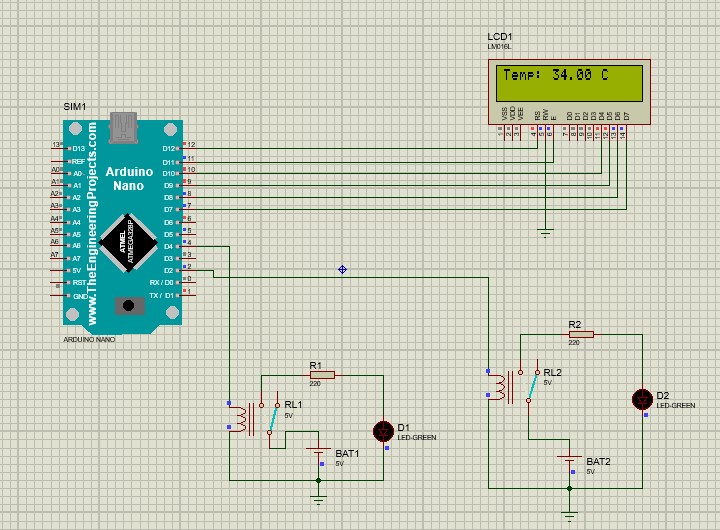 LCD1
LM016L
Temp: 34.00 C
VSS
VDD
VEE
RS
RW
E
D0
D1
D2
D3
D4
D5
D6
D7
1
2
3
4
5
6
7
8
9
10
11
12
13
14
SIM1
www.TheEngineeringProjects.com
Arduino
Nano
ATMEL
ATMEGA328P
13 D13
REF
A0 A0
A1 A1
A2 A2
A3 A3
A4 A4
A5 A5
A6 A6
A7 A7
5V
RST
GND
D12 12
D11 11
D10 10
D9 9
D8 8
D7 7
D6 6
D5 5
D4 4
D3 3
D2 2
RX / D0 0
TX / D1 1
ARDUINO NANO
R2
220
RL2
5V
D2
LED-GREEN
BAT2
5V
R1
220
RL1
5V
D1
LED-GREEN
BAT1
5V